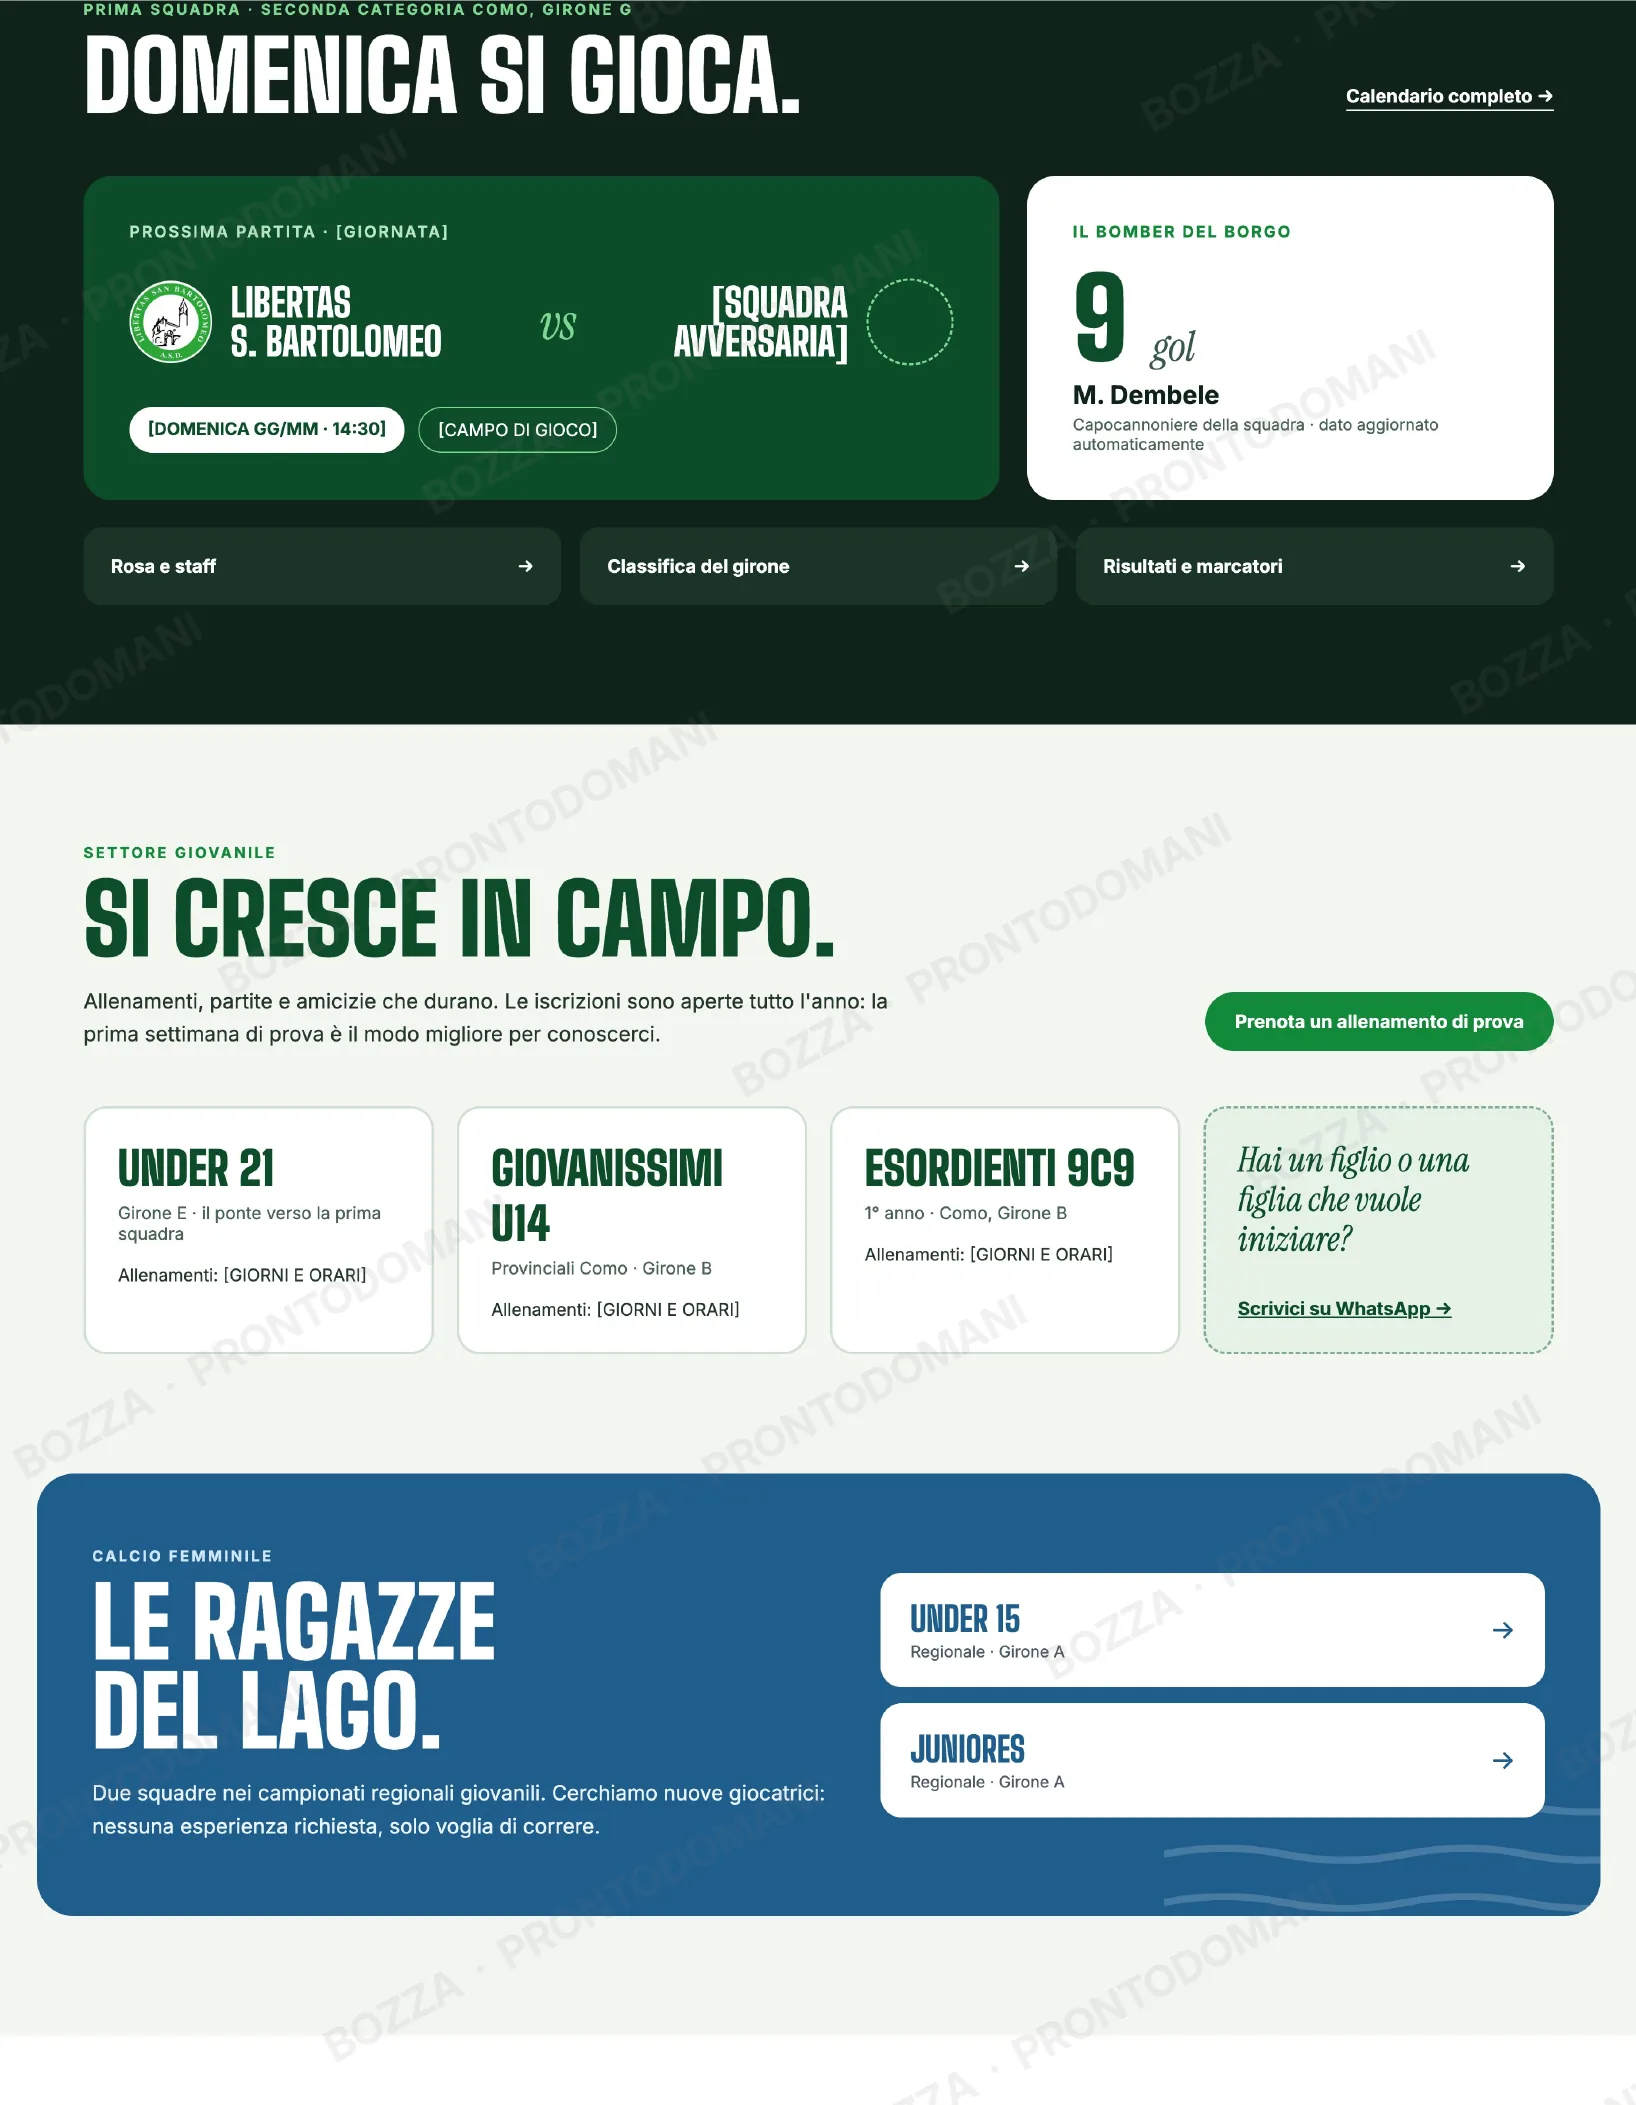 PRIMA SQUADRA · SECONDA CATEGORIA COMO, GIRONE G
DOMENICA SI GIOCA.
Calendario completo →
PROSSIMA PARTITA · [GIORNATA]
LIBERTAS SAN BARTOLOMEO
A.S.D.
LIBERTAS
S. BARTOLOMEO
vs
[SQUADRA
AVVERSARIA]
[DOMENICA GG/MM · 14:30]
[CAMPO DI GIOCO]
IL BOMBER DEL BORGO
9 gol
M. Dembele
Capocannoniere della squadra · dato aggiornato
automaticamente
Rosa e staff →
Classifica del girone →
Risultati e marcatori →
SETTORE GIOVANILE
SI CRESCE IN CAMPO.
Allenamenti, partite e amicizie che durano. Le iscrizioni sono aperte tutto l'anno: la
prima settimana di prova è il modo migliore per conoscerci.
Prenota un allenamento di prova
UNDER 21
Girone E · il ponte verso la prima
squadra
Allenamenti: [GIORNI E ORARI]
GIOVANISSIMI
U14
Provinciali Como · Girone B
Allenamenti: [GIORNI E ORARI]
ESORDIENTI 9C9
1° anno · Como, Girone B
Allenamenti: [GIORNI E ORARI]
Hai un figlio o una
figlia che vuole
iniziare?
Scrivici su WhatsApp →
CALCIO FEMMINILE
LE RAGAZZE
DEL LAGO.
Due squadre nei campionati regionali giovanili. Cerchiamo nuove giocatrici:
nessuna esperienza richiesta, solo voglia di correre.
UNDER 15
Regionale · Girone A
→
JUNIORES
Regionale · Girone A
→
BOZZA · PRONTODOMANI